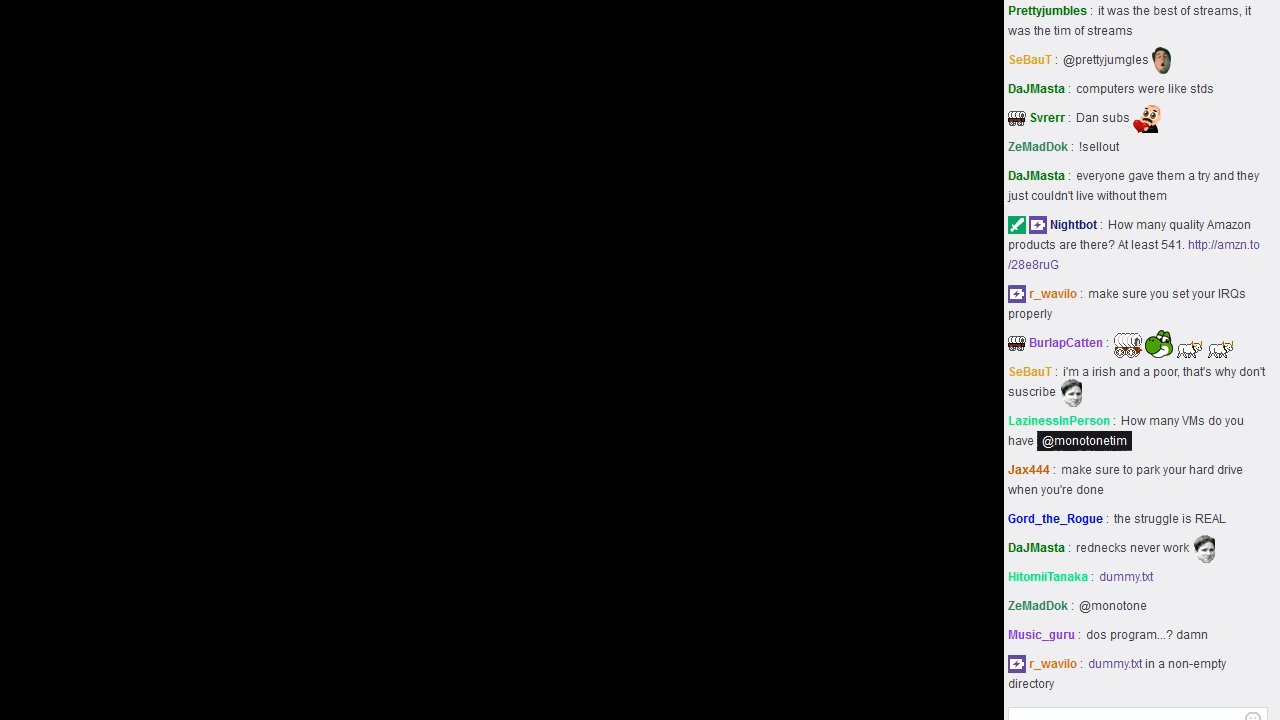 Prettyjumbles : it was the best of streams, it
was the tim of streams
SeBauT : @prettyjumgles
DaJMasta : computers were like stds
Svrerr : Dan subs
ZeMadDok : !sellout
DaJMasta : everyone gave them a try and they
just couldn't live without them
Nightbot : How many quality Amazon
products are there? At least 541. http://amzn.to
/28e8ruG
r_wavilo : make sure you set your IRQs
properly
BurlapCatten :
SeBauT : i'm a irish and a poor, that's why don't
suscribe
LazinessInPerson : How many VMs do you
have @monotonetim
Jax444 : make sure to park your hard drive
when you're done
Gord_the_Rogue : the struggle is REAL
DaJMasta : rednecks never work
HitomiiTanaka : dummy.txt
ZeMadDok : @monotone
Music_guru : dos program...? damn
r_wavilo : dummy.txt in a non-empty
directory